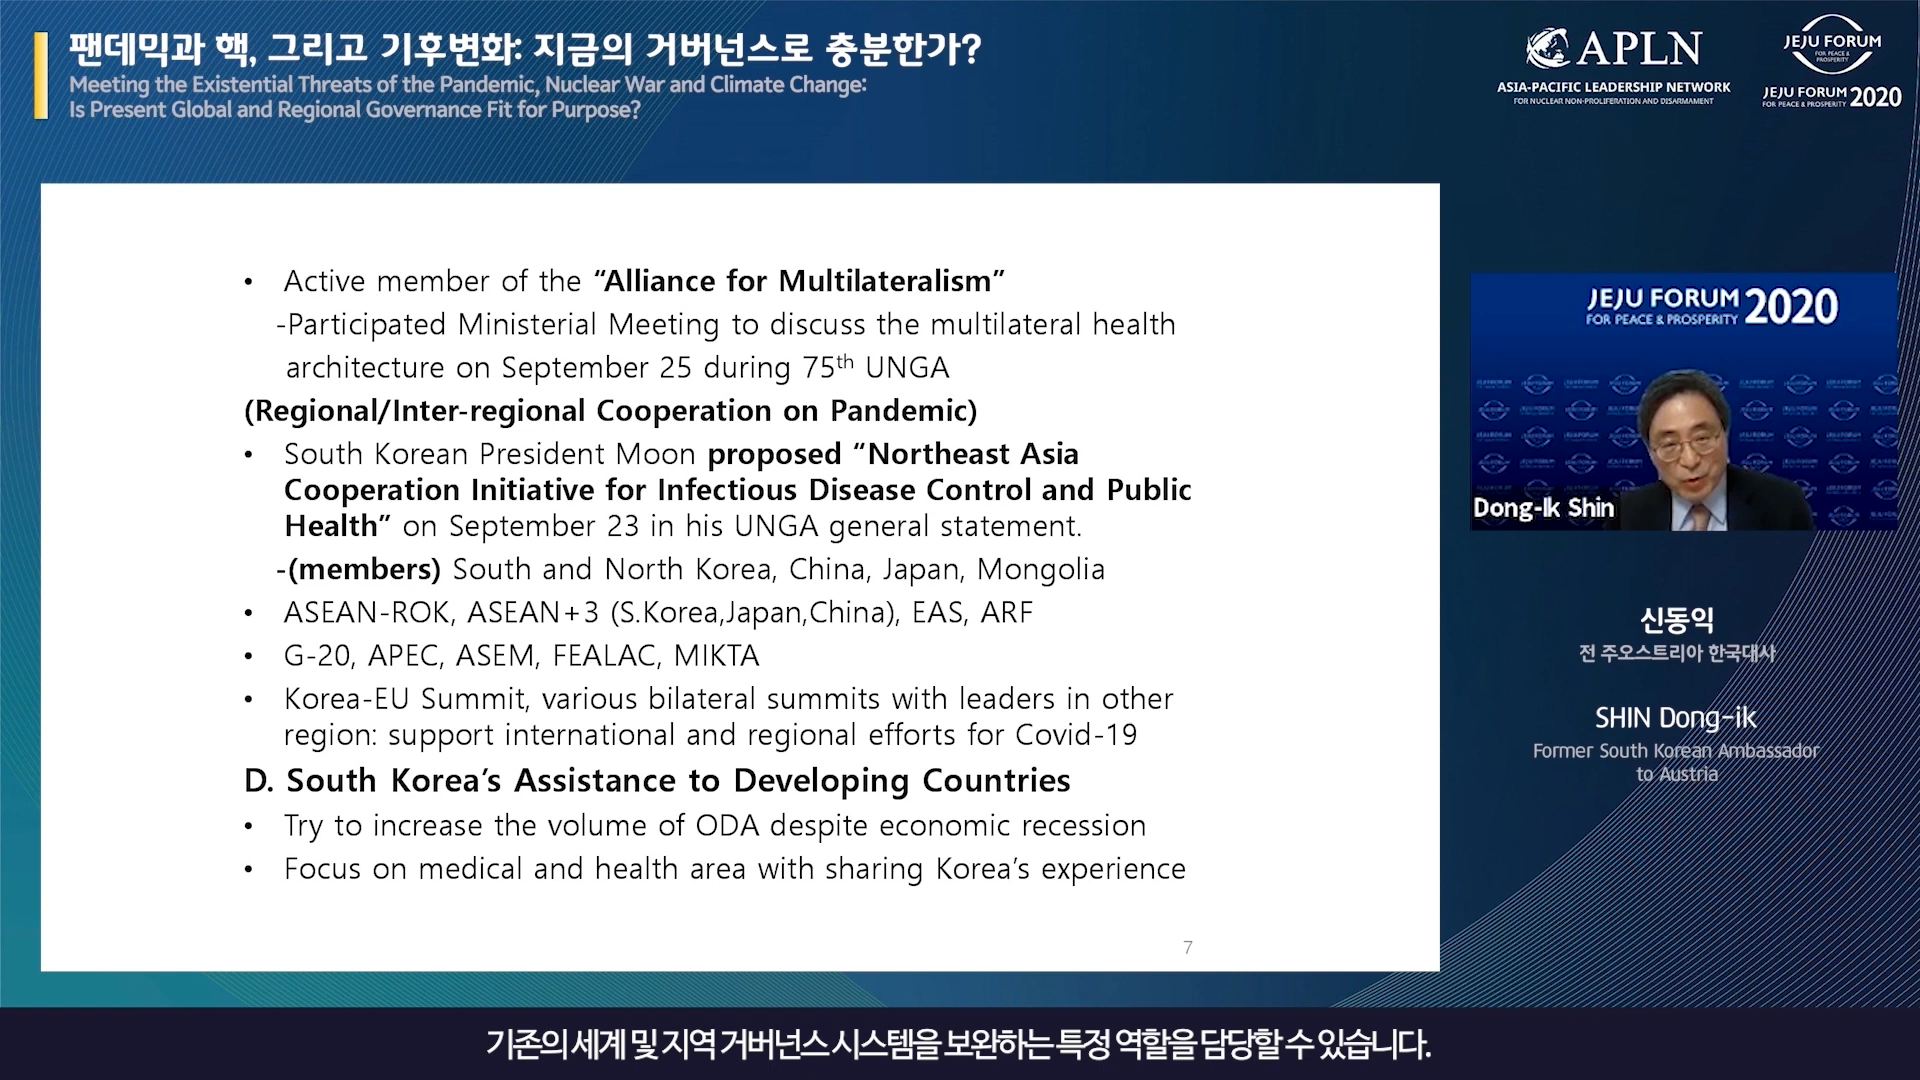 팬데믹과 핵, 그리고 기후변화: 지금의 거버넌스로 충분한가?
Meeting the Existential Threats of the Pandemic, Nuclear War and Climate Change:
Is Present Global and Regional Governance Fit for Purpose?
APLN
ASIA-PACIFIC LEADERSHIP NETWORK
FOR NUCLEAR NON-PROLIFERATION AND DISARMAMENT
JEJU FORUM
FOR PEACE &
PROSPERITY
JEJU FORUM
FOR PEACE & PROSPERITY 2020
• Active member of the “Alliance for Multilateralism”
-Participated Ministerial Meeting to discuss the multilateral health
architecture on September 25 during 75th UNGA
(Regional/Inter-regional Cooperation on Pandemic)
• South Korean President Moon proposed “Northeast Asia
Cooperation Initiative for Infectious Disease Control and Public
Health” on September 23 in his UNGA general statement.
-(members) South and North Korea, China, Japan, Mongolia
• ASEAN-ROK, ASEAN+3 (S.Korea,Japan,China), EAS, ARF
• G-20, APEC, ASEM, FEALAC, MIKTA
• Korea-EU Summit, various bilateral summits with leaders in other
region: support international and regional efforts for Covid-19
D. South Korea’s Assistance to Developing Countries
• Try to increase the volume of ODA despite economic recession
• Focus on medical and health area with sharing Korea’s experience
7
JEJU FORUM 2020
FOR PEACE & PROSPERITY
Dong-Ik Shin
신동익
전 주오스트리아 한국대사
SHIN Dong-ik
Former South Korean Ambassador
to Austria
기존의 세계 및 지역 거버넌스 시스템을 보완하는 특정 역할을 담당할 수 있습니다.